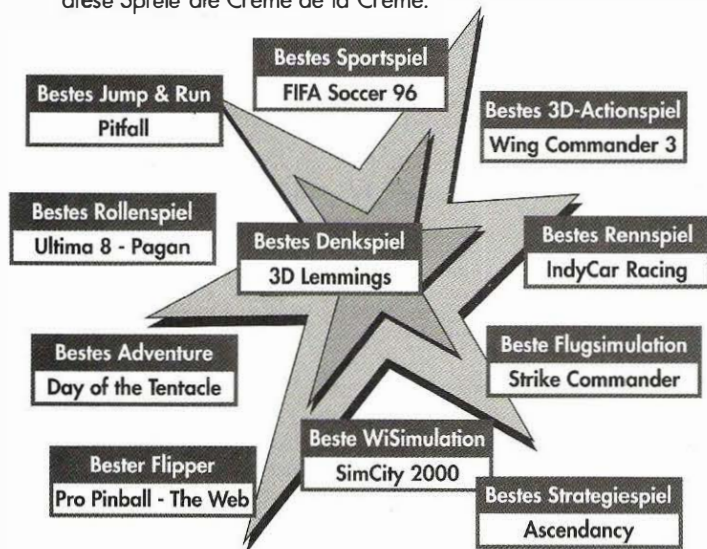 diese Spiele die Crème de la Crème.
Bestes Sportspiel
FIFA Soccer 96
Bestes Jump & Run
Pitfall
Bestes 3D-Actionspiel
Wing Commander 3
Bestes Rollenspiel
Ultima 8 - Pagan
Bestes Denkspiel
3D Lemmings
Bestes Rennspiel
IndyCar Racing
Bestes Adventure
Day of the Tentacle
Beste Flugsimulation
Strike Commander
Beste WiSimulation
SimCity 2000
Bester Flipper
Pro Pinball - The Web
Bestes Strategiespiel
Ascendancy